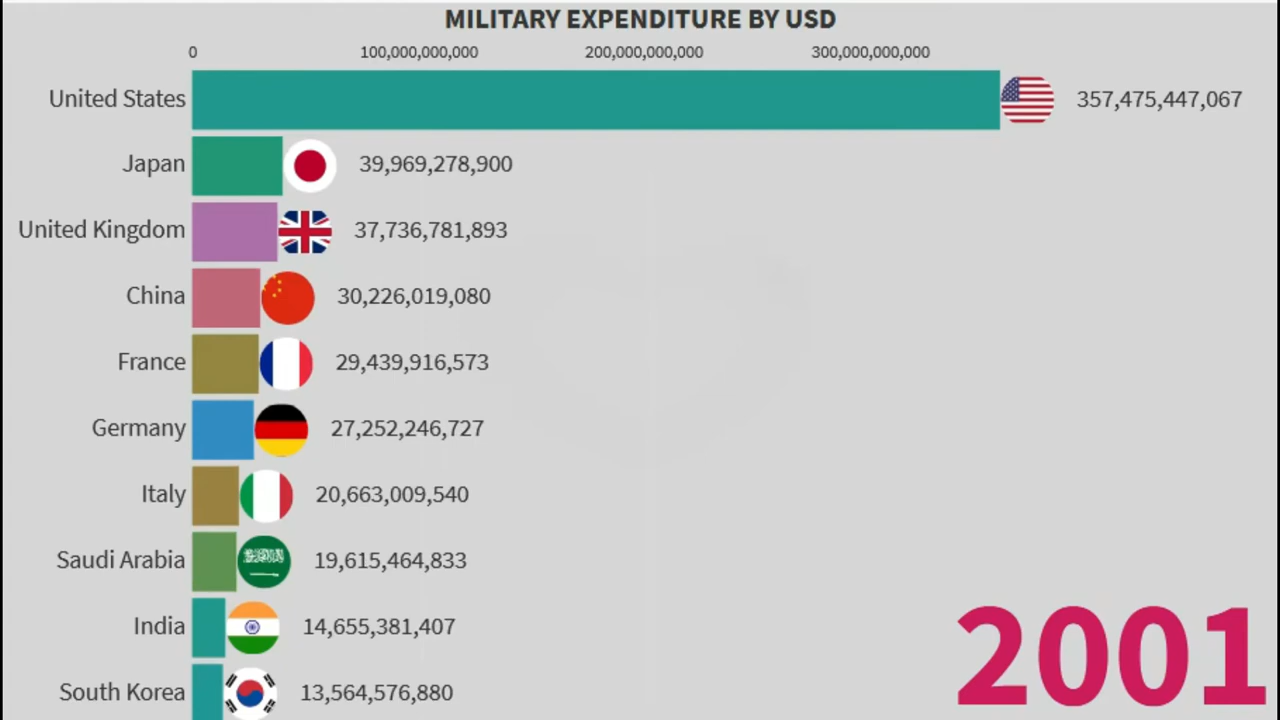 MILITARY EXPENDITURE BY USD
0 100,000,000,000 200,000,000,000 300,000,000,000
United States 357,475,447,067
Japan 39,969,278,900
United Kingdom 37,736,781,893
China 30,226,019,080
France 29,439,916,573
Germany 27,252,246,727
Italy 20,663,009,540
Saudi Arabia 19,615,464,833
India 14,655,381,407
South Korea 13,564,576,880
2001